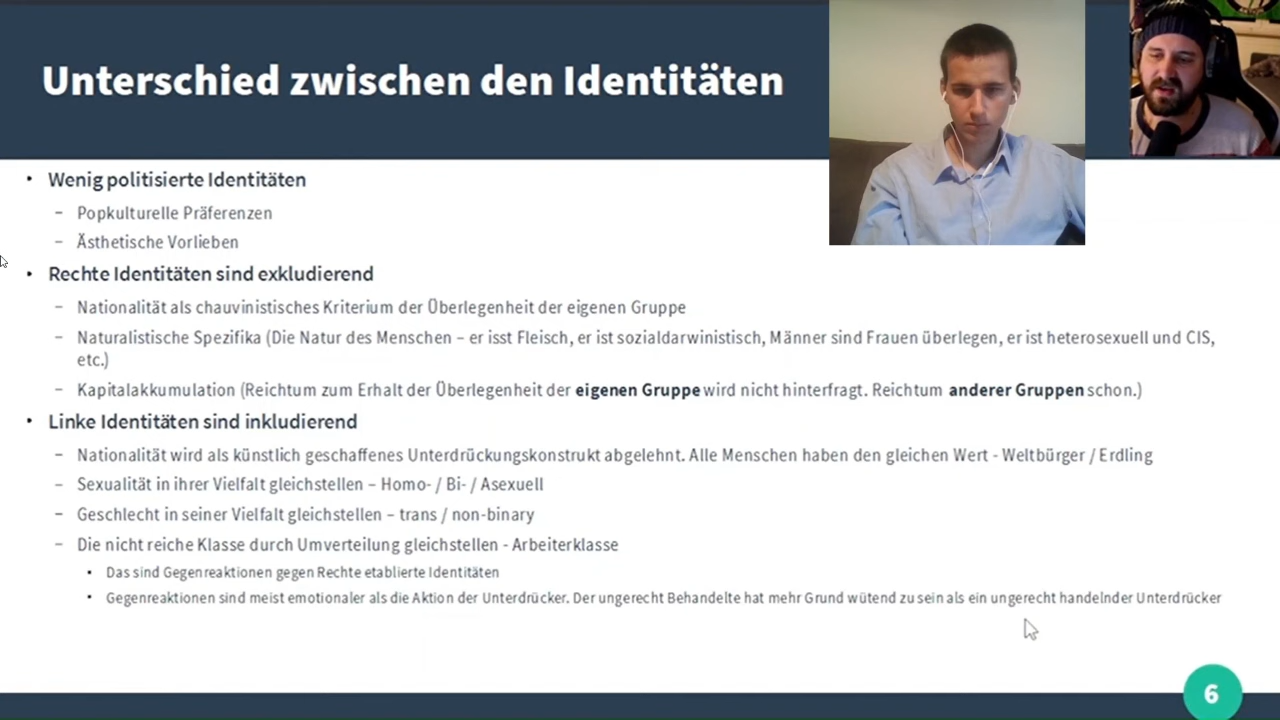 Unterschied zwischen den Identitäten
• Wenig politisierte Identitäten
– Popkulturelle Präferenzen
– Ästhetische Vorlieben
• Rechte Identitäten sind exkludierend
– Nationalität als chauvinistisches Kriterium der Überlegenheit der eigenen Gruppe
– Naturalistische Spezifika (Die Natur des Menschen – er isst Fleisch, er ist sozialdarwinistisch, Männer sind Frauen überlegen, er ist heterosexuell und CIS,
etc.)
– Kapitalakkumulation (Reichtum zum Erhalt der Überlegenheit der eigenen Gruppe wird nicht hinterfragt. Reichtum anderer Gruppen schon.)
• Linke Identitäten sind inkludierend
– Nationalität wird als künstlich geschaffenes Unterdrückungskonstrukt abgelehnt. Alle Menschen haben den gleichen Wert - Weltbürger / Erdling
– Sexualität in ihrer Vielfalt gleichstellen – Homo- / Bi- / Asexuell
– Geschlecht in seiner Vielfalt gleichstellen – trans / non-binary
– Die nicht reiche Klasse durch Umverteilung gleichstellen - Arbeiterklasse
• Das sind Gegenreaktionen gegen Rechte etablierte Identitäten
• Gegenreaktionen sind meist emotionaler als die Aktion der Unterdrücker. Der ungerecht Behandelte hat mehr Grund wütend zu sein als ein ungerecht handelnder Unterdrücker
6